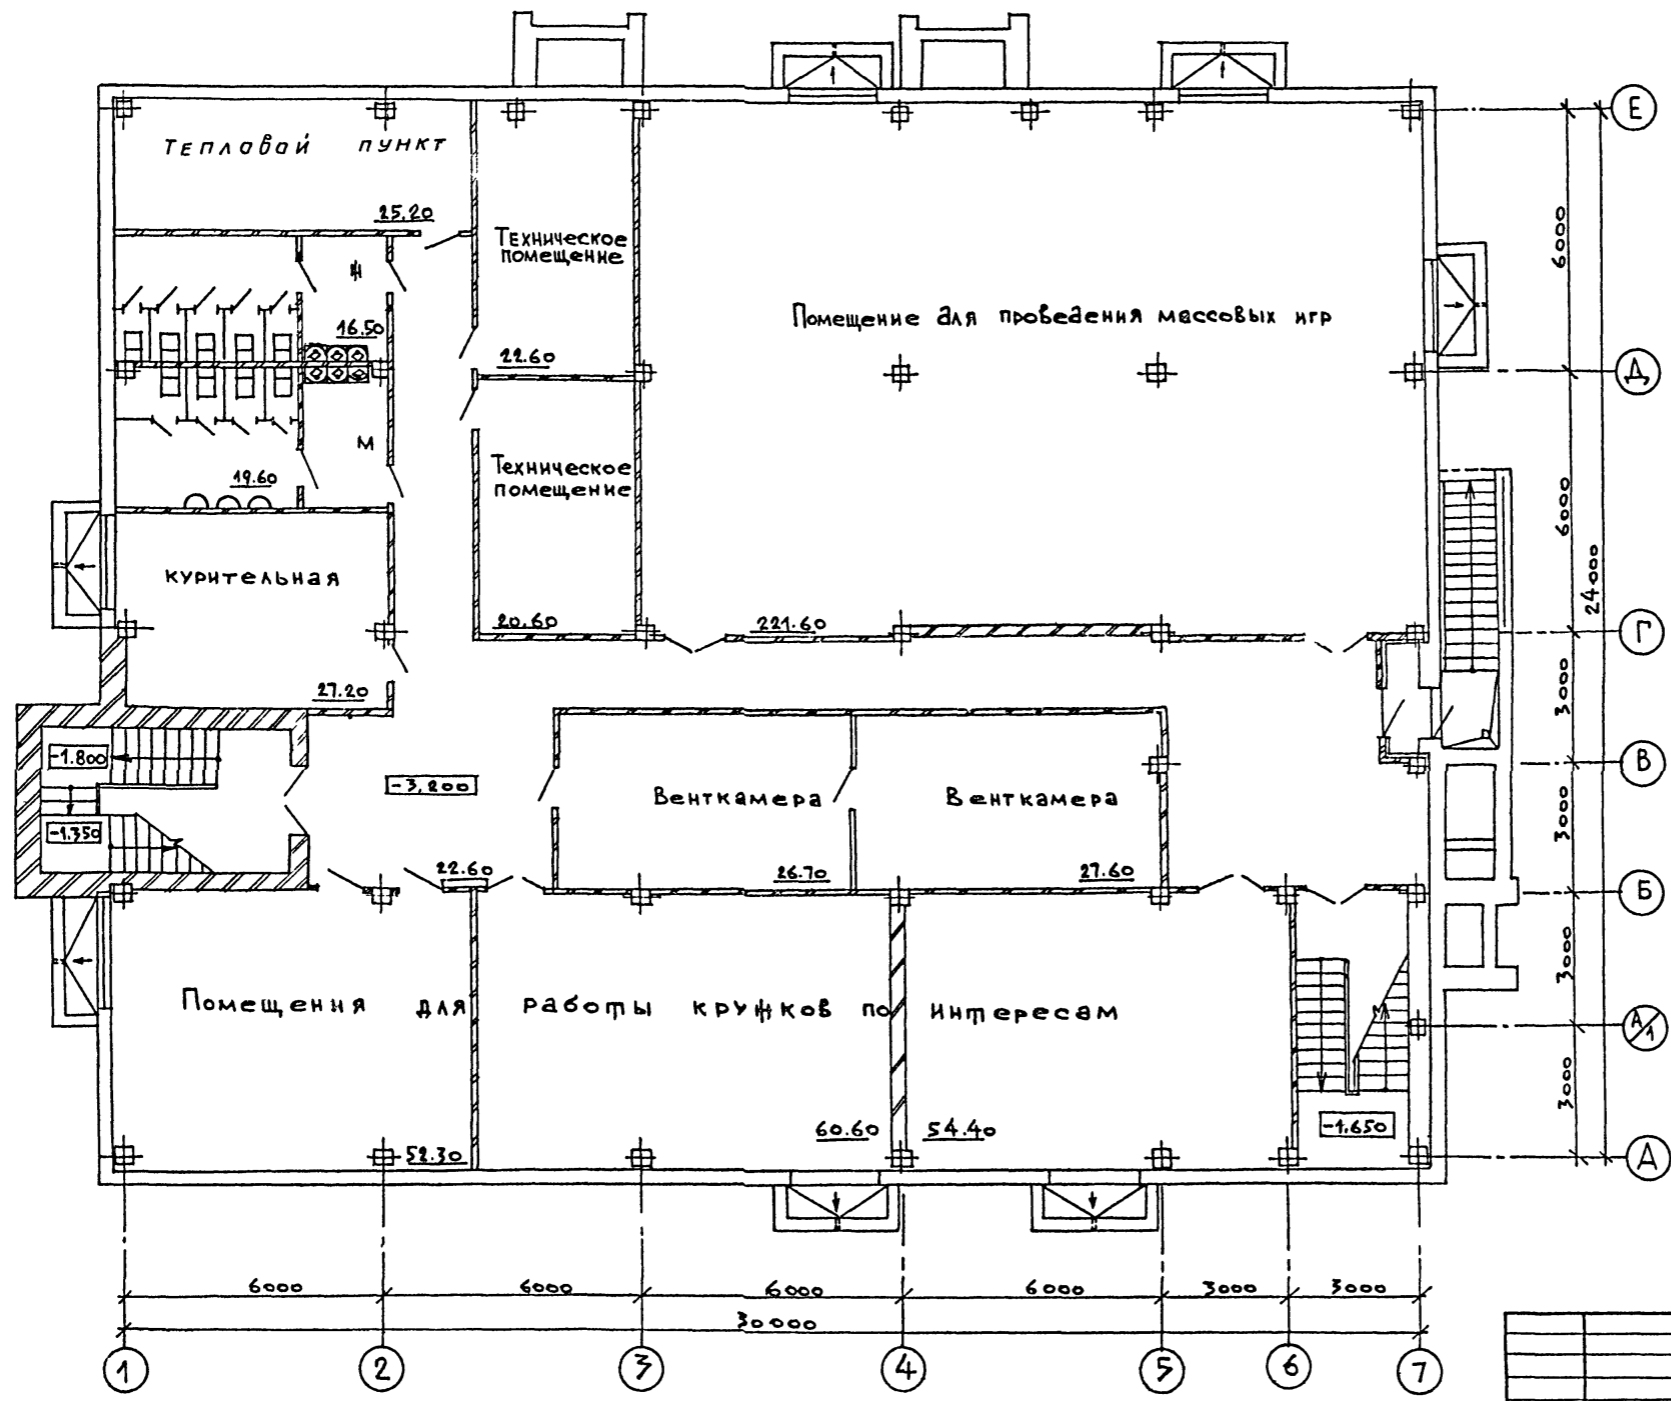 Е
ТЕПЛОВОЙ ПУНКТ
25.20
Техническое
помещение
Ж
16.50
22.60
Помещение для проведения массовых игр
6000
Д
М
19.60
Техническое
помещение
6000
24000
курительная
20.60
221.60
Г
27.20
3000
-1.800
-3.200
Венткамера
Венткамера
В
-1.350
3000
22.60
26.70
27.60
Б
Помещения для работы кружков по интересам
3000
А/1
3000
52.30
60.60
54.40
-1.650
А
6000
6000
6000
6000
3000
3000
30000
1
2
3
4
5
6
7